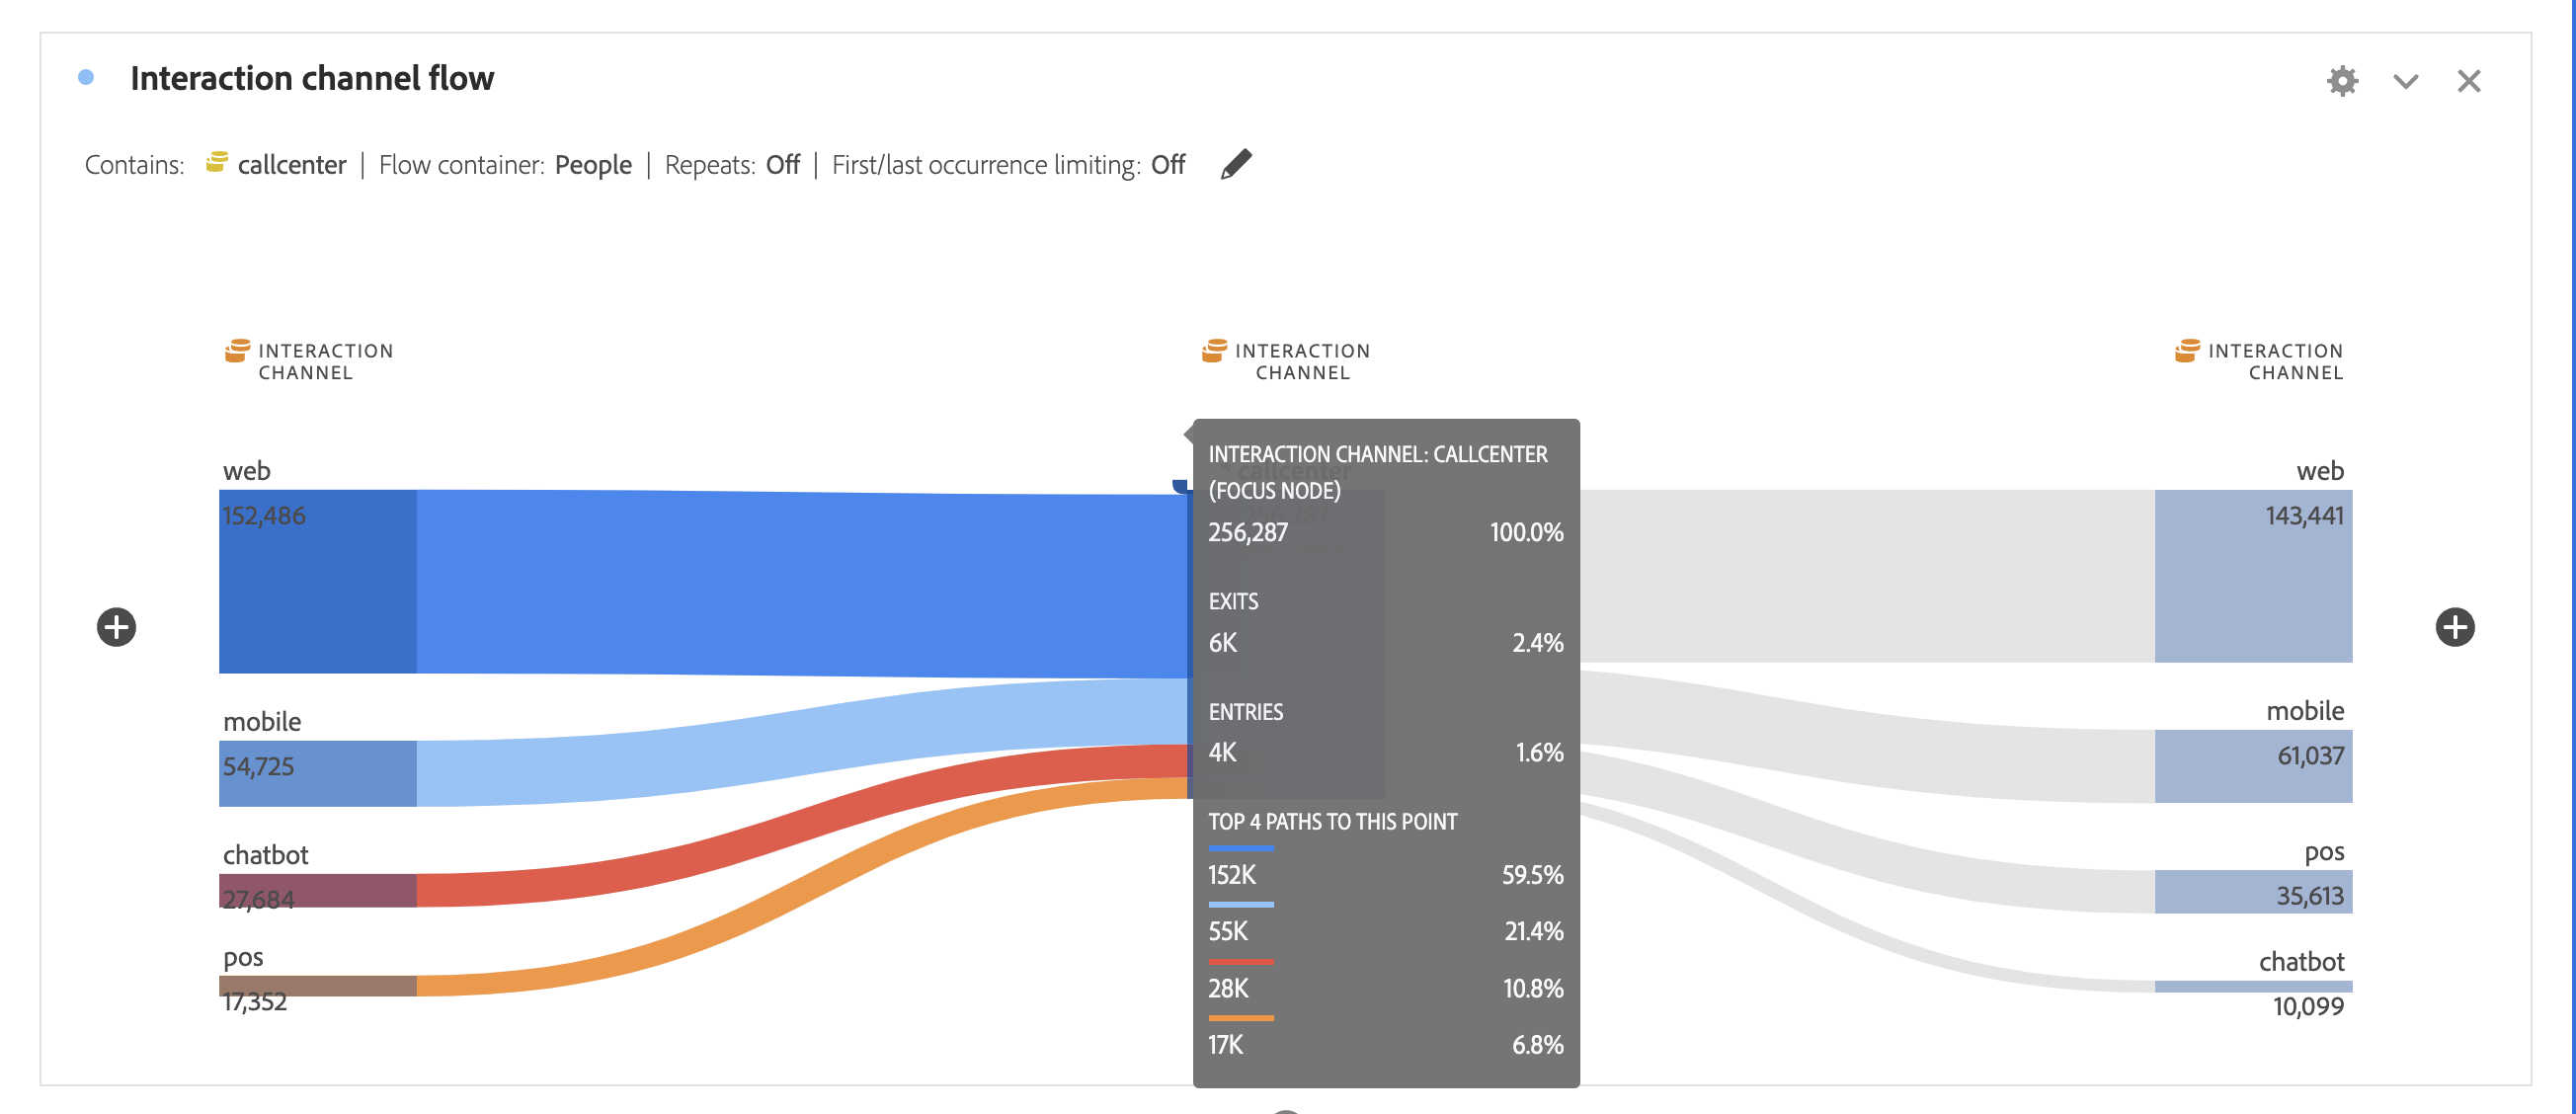 Interaction channel flow
Contains: callcenter | Flow container: People | Repeats: Off | First/last occurrence limiting: Off
INTERACTION
CHANNEL
INTERACTION
CHANNEL
INTERACTION
CHANNEL
web
152,486
mobile
54,725
chatbot
27,684
pos
17,352
* callcenter
256,287
INTERACTION CHANNEL: CALLCENTER
(FOCUS NODE)
256,287 100.0%
EXITS
6K 2.4%
ENTRIES
4K 1.6%
TOP 4 PATHS TO THIS POINT
152K 59.5%
55K 21.4%
28K 10.8%
17K 6.8%
web
143,441
mobile
61,037
pos
35,613
chatbot
10,099